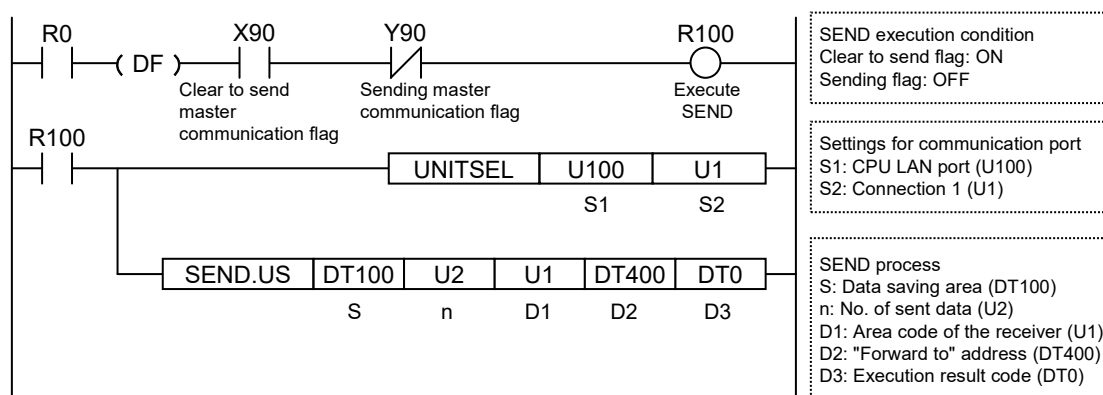 R0 X90 Y90 R100
( DF )
Clear to send
master
communication flag
Sending master
communication flag
Execute
SEND
SEND execution condition
Clear to send flag: ON
Sending flag: OFF
R100
UNITSEL U100 U1
S1 S2
Settings for communication port
S1: CPU LAN port (U100)
S2: Connection 1 (U1)
SEND.US DT100 U2 U1 DT400 DT0
S n D1 D2 D3
SEND process
S: Data saving area (DT100)
n: No. of sent data (U2)
D1: Area code of the receiver (U1)
D2: "Forward to" address (DT400)
D3: Execution result code (DT0)